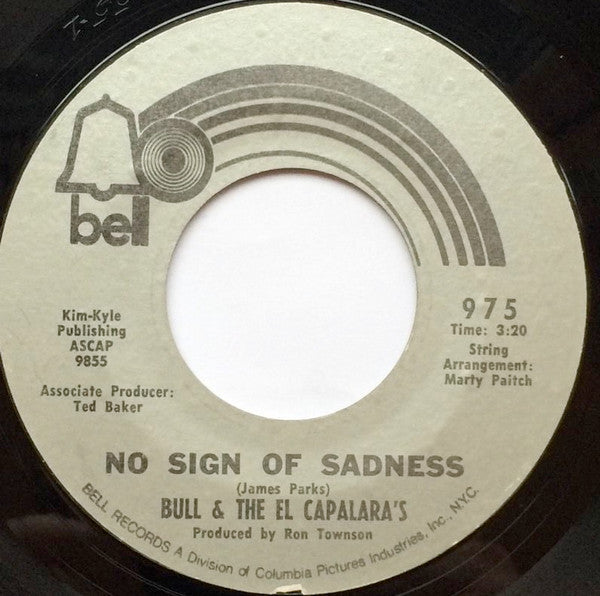 bell
Kim-Kyle
Publishing
ASCAP
9855
Associate Producer:
Ted Baker
975
Time: 3:20
String
Arrangement:
Marty Paitch
NO SIGN OF SADNESS
(James Parks)
BULL & THE EL CAPALARA'S
Produced by Ron Townson
BELL RECORDS A Division of Columbia Pictures Industries, Inc., N.Y.C.